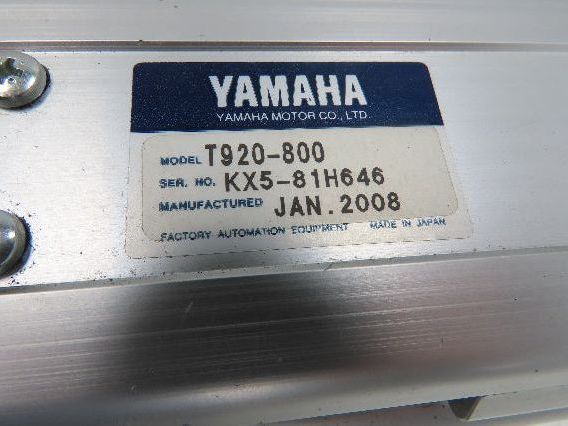 YAMAHA
YAMAHA MOTOR CO., LTD.
MODEL T920-800
SER. NO. KX5-81H646
MANUFACTURED JAN. 2008
FACTORY AUTOMATION EQUIPMENT MADE IN JAPAN